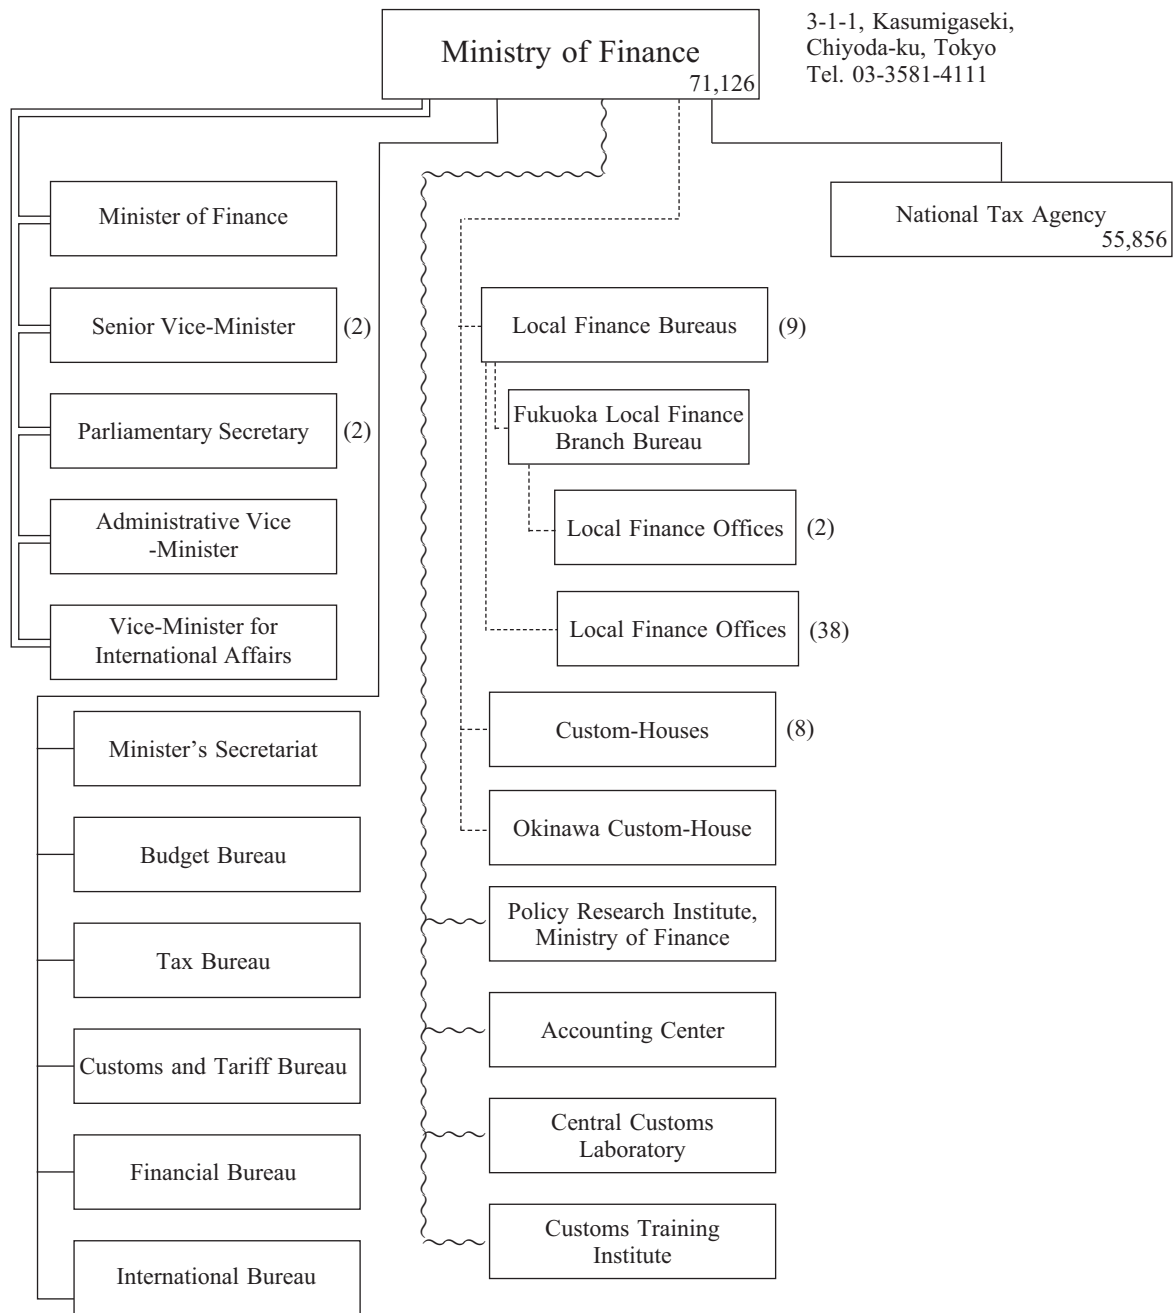 Ministry of Finance
71,126
3-1-1, Kasumigaseki,
Chiyoda-ku, Tokyo
Tel. 03-3581-4111
National Tax Agency
55,856
Minister of Finance
Senior Vice-Minister (2)
Parliamentary Secretary (2)
Administrative Vice
-Minister
Vice-Minister for
International Affairs
Minister’s Secretariat
Budget Bureau
Tax Bureau
Customs and Tariff Bureau
Financial Bureau
International Bureau
Local Finance Bureaus (9)
Fukuoka Local Finance
Branch Bureau
Local Finance Offices (2)
Local Finance Offices (38)
Custom-Houses (8)
Okinawa Custom-House
Policy Research Institute,
Ministry of Finance
Accounting Center
Central Customs
Laboratory
Customs Training
Institute